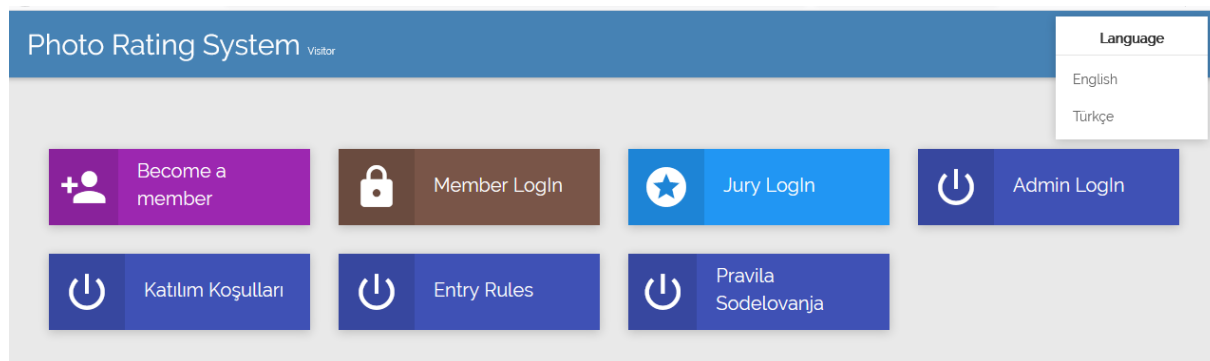 Photo Rating System Visitor
Language
English
Türkçe
Become a
member
Member LogIn
Jury LogIn
Admin LogIn
Katılım Koşulları
Entry Rules
Pravila
Sodelovanja